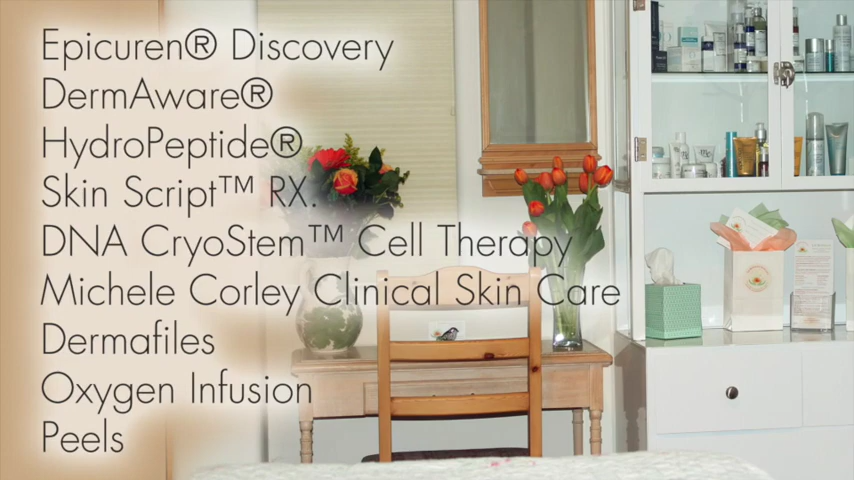 Epicuren® Discovery
DermAware®
HydroPeptide®
Skin Script™ RX.
DNA CryoStem™ Cell Therapy
Michele Corley Clinical Skin Care
Dermafiles
Oxygen Infusion
Peels